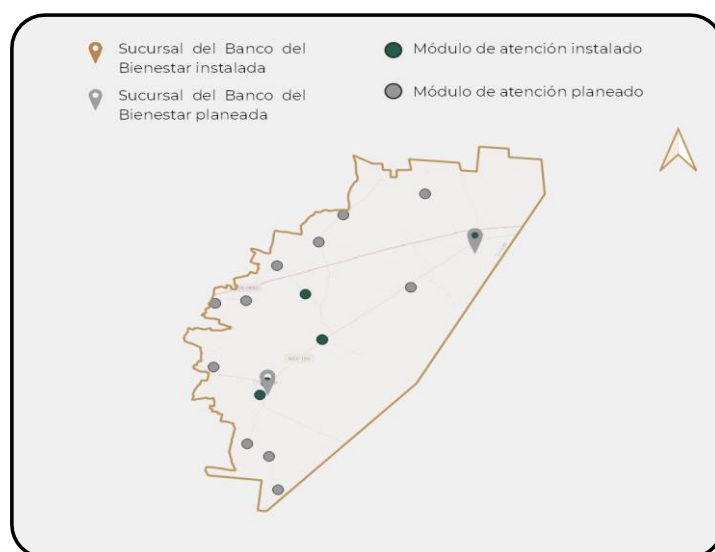 Sucursal del Banco del
Bienestar instalada
Módulo de atención instalado
Sucursal del Banco del
Bienestar planeada
Módulo de atención planeado